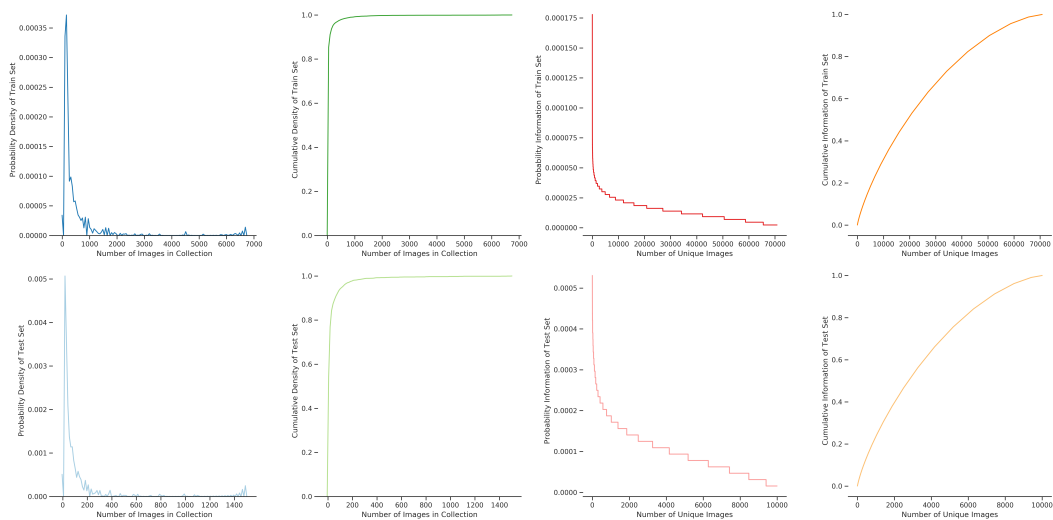 Probability Density of Train Set
0.00035
0.00030
0.00025
0.00020
0.00015
0.00010
0.00005
0.00000
0 1000 2000 3000 4000 5000 6000 7000
Number of Images in Collection
Cumulative Density of Train Set
1.0
0.8
0.6
0.4
0.2
0.0
0 1000 2000 3000 4000 5000 6000 7000
Number of Images in Collection
Probability Information of Train Set
0.000175
0.000150
0.000125
0.000100
0.000075
0.000050
0.000025
0.000000
0 10000 20000 30000 40000 50000 60000 70000
Number of Unique Images
Cumulative Information of Train Set
1.0
0.8
0.6
0.4
0.2
0.0
0 10000 20000 30000 40000 50000 60000 70000
Number of Unique Images
Probability Density of Test Set
0.005
0.004
0.003
0.002
0.001
0.000
0 200 400 600 800 1000 1200 1400
Number of Images in Collection
Cumulative Density of Test Set
1.0
0.8
0.6
0.4
0.2
0.0
0 200 400 600 800 1000 1200 1400
Number of Images in Collection
Probability Information of Test Set
0.0005
0.0004
0.0003
0.0002
0.0001
0.0000
0 2000 4000 6000 8000 10000
Number of Unique Images
Cumulative Information of Test Set
1.0
0.8
0.6
0.4
0.2
0.0
0 2000 4000 6000 8000 10000
Number of Unique Images